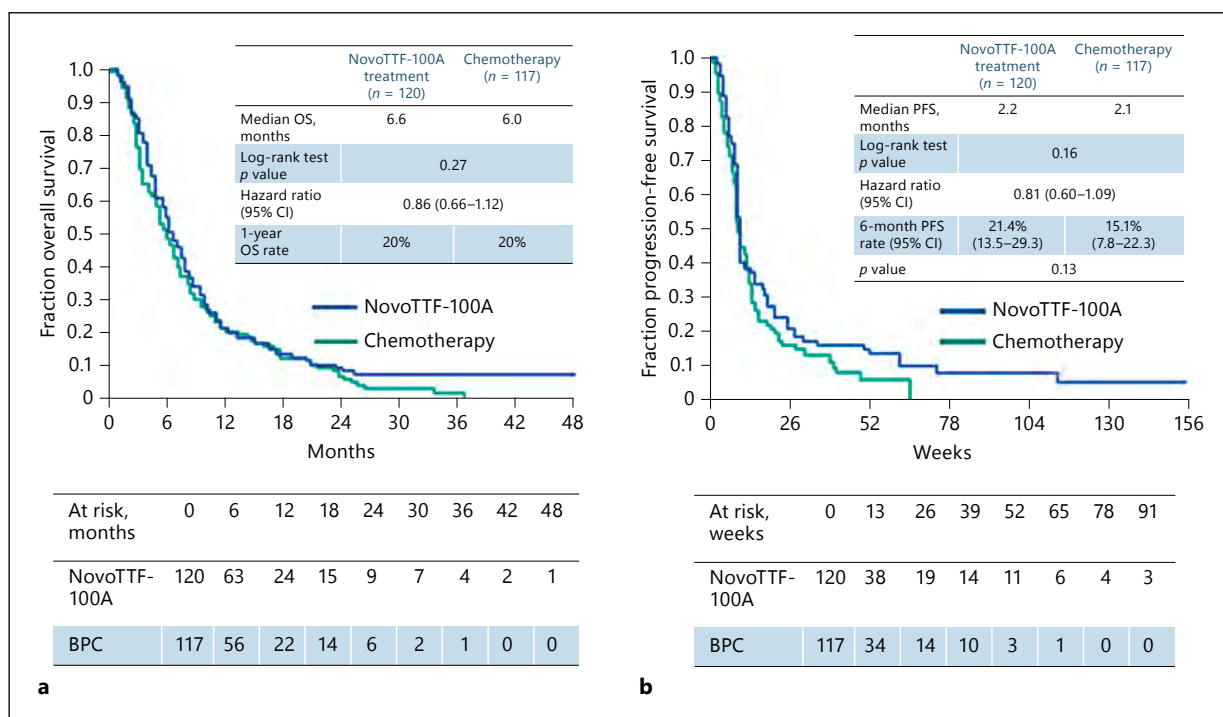 NovoTTF-100A Chemotherapy
treatment (n = 117)
(n = 120)
Median OS, 6.6 6.0
months
Log-rank test 0.27
p value
Hazard ratio 0.86 (0.66–1.12)
(95% CI)
1-year 20% 20%
OS rate
Fraction overall survival
1.0
0.9
0.8
0.7
0.6
0.5
0.4
0.3
0.2
0.1
0
NovoTTF-100A
Chemotherapy
0 6 12 18 24 30 36 42 48
Months
At risk, 0 6 12 18 24 30 36 42 48
months
NovoTTF- 120 63 24 15 9 7 4 2 1
100A
BPC 117 56 22 14 6 2 1 0 0
a
NovoTTF-100A Chemotherapy
treatment (n = 117)
(n = 120)
Median PFS, 2.2 2.1
months
Log-rank test 0.16
p value
Hazard ratio 0.81 (0.60–1.09)
(95% CI)
6-month PFS 21.4% 15.1%
rate (95% CI) (13.5–29.3) (7.8–22.3)
p value 0.13
Fraction progression-free survival
1.0
0.9
0.8
0.7
0.6
0.5
0.4
0.3
0.2
0.1
0
NovoTTF-100A
Chemotherapy
0 26 52 78 104 130 156
Weeks
At risk, 0 13 26 39 52 65 78 91
weeks
NovoTTF- 120 38 19 14 11 6 4 3
100A
BPC 117 34 14 10 3 1 0 0
b